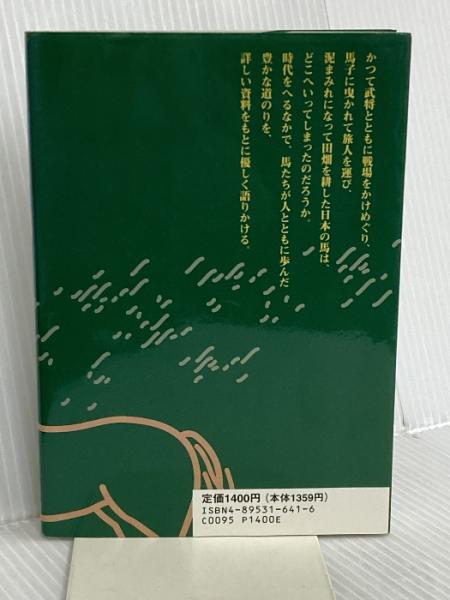 かつて武将とともに戦場をかけめぐり、
馬子に曳かれて旅人を運び、
泥まみれになって田畑を耕した日本の馬は、
どこへいってしまったのだろうか。
時代をへるなかで、馬たちが人とともに歩んだ
豊かな道のりを、
詳しい資料をもとに優しく語りかける。
定価1400円（本体1359円）
ISBN4-89531-641-6
C0095 P1400E